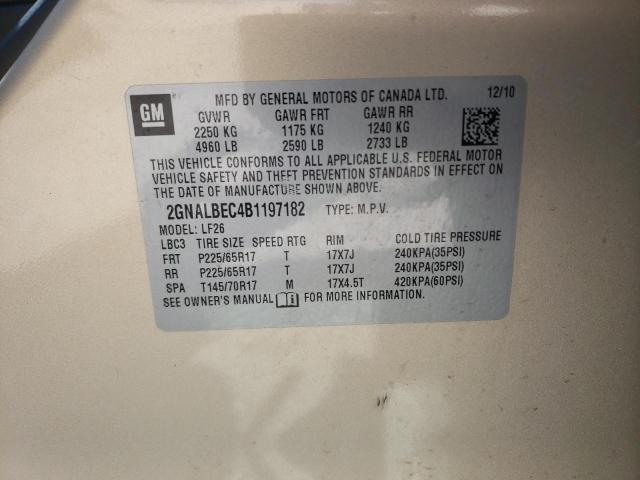 GM
MFD BY GENERAL MOTORS OF CANADA LTD. 12/10
GVWR GAWR FRT GAWR RR
2250 KG 1175 KG 1240 KG
4960 LB 2590 LB 2733 LB
THIS VEHICLE CONFORMS TO ALL APPLICABLE U.S. FEDERAL MOTOR
VEHICLE SAFETY AND THEFT PREVENTION STANDARDS IN EFFECT ON
THE DATE OF MANUFACTURE SHOWN ABOVE.
2GNALBEC4B1197182 TYPE: M.P.V.
MODEL: LF26
LBC3 TIRE SIZE SPEED RTG RIM COLD TIRE PRESSURE
FRT P225/65R17 T 17X7J 240KPA(35PSI)
RR P225/65R17 T 17X7J 240KPA(35PSI)
SPA T145/70R17 M 17X4.5T 420KPA(60PSI)
SEE OWNER'S MANUAL FOR MORE INFORMATION.